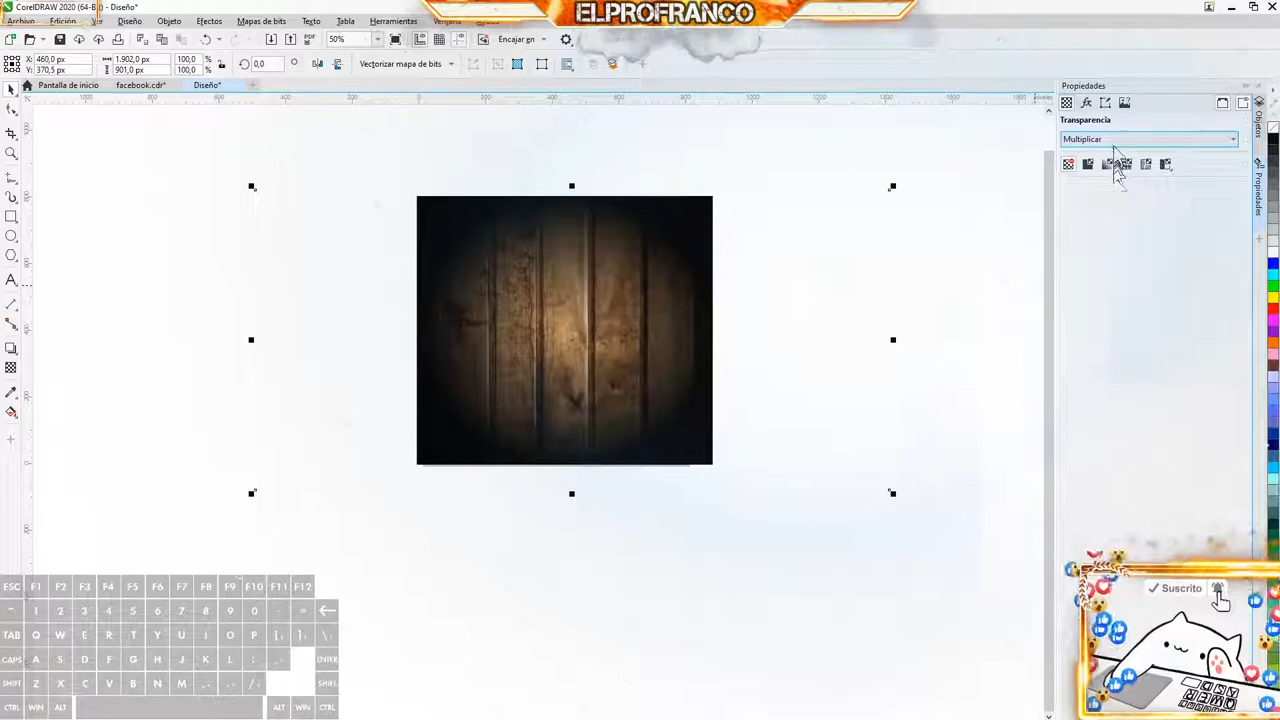 CorelDRAW 2020 (64-Bit) - Diseño*
ELPROFRANCO
Archivo Edición Diseño Objeto Efectos Mapas de bits Texto Tabla Herramientas Ventana Ayuda
50% PDF Encajar en
X: 460,0 px 1.902,0 px 100,0 % 0,0 Vectorizar mapa de bits
Y: 370,5 px 901,0 px 100,0 %
Pantalla de inicio facebook.cdr* Diseño*
Propiedades
Transparencia
Multiplicar
Objetos
Propiedades
ESC F1 F2 F3 F4 F5 F6 F7 F8 F9 F10 F11 F12
1 2 3 4 5 6 7 8 9 0 - =
TAB Q W E R T Y U I O P [ ] \
CAPS A S D F G H J K L ; ENTER
SHIFT Z X C V B N M , . / SHIFT
CTRL WIN ALT ALT WIN CTRL
Suscrito